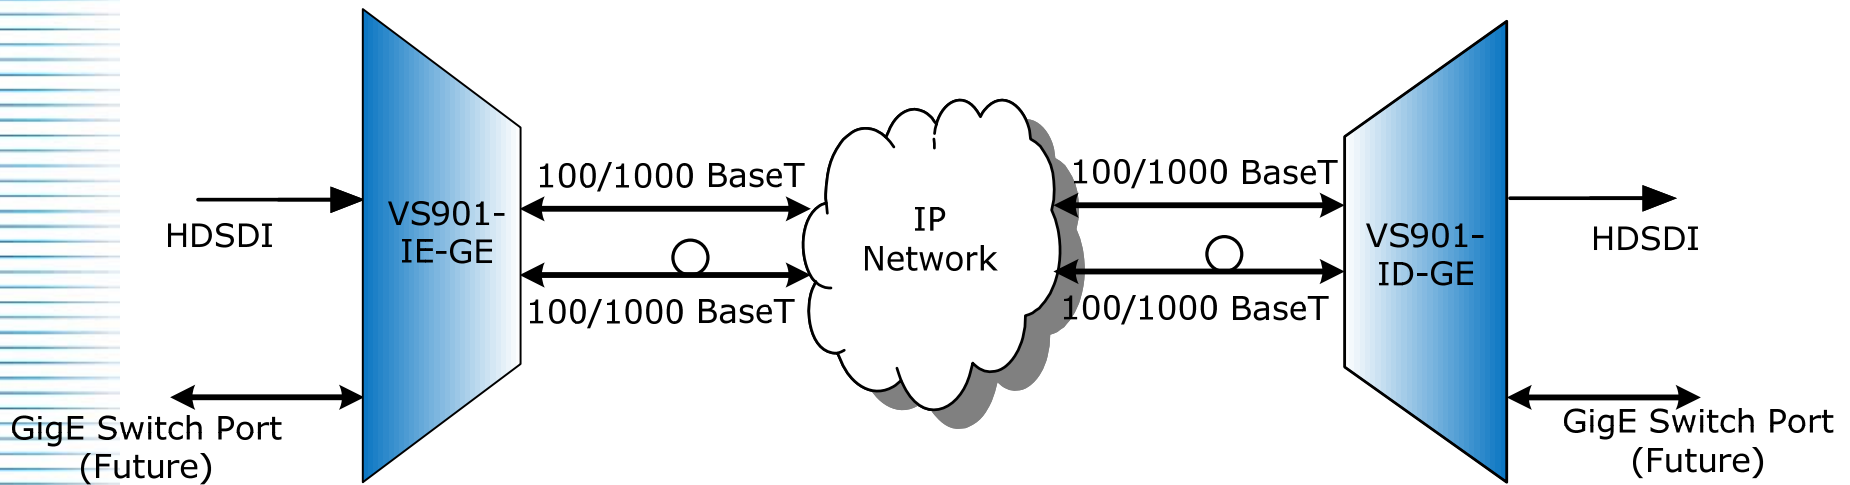 HDSDI
GigE Switch Port
(Future)
VS901-
IE-GE
100/1000 BaseT
100/1000 BaseT
IP
Network
100/1000 BaseT
100/1000 BaseT
VS901-
ID-GE
HDSDI
GigE Switch Port
(Future)